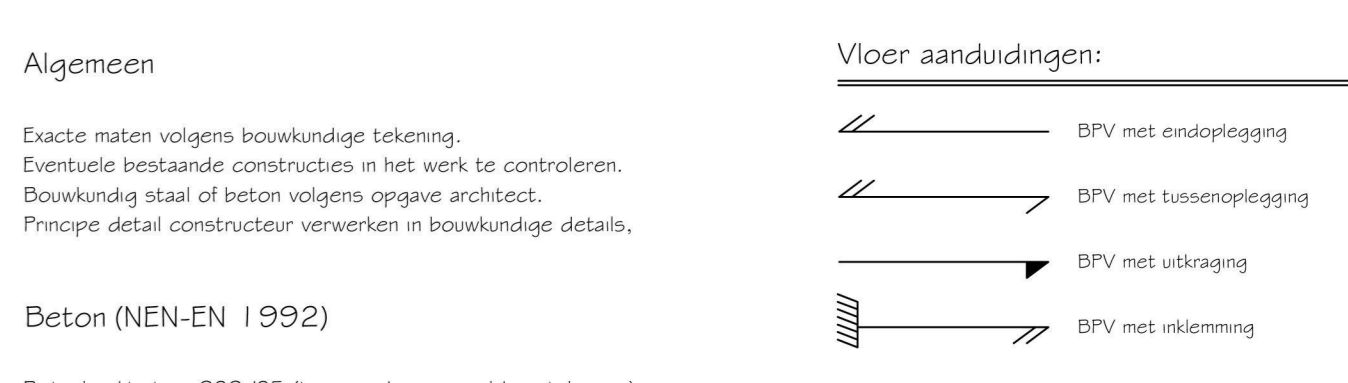 Algemeen
Exacte maten volgens bouwkundige tekening.
Eventuele bestaande constructies in het werk te controleren.
Bouwkundig staal of beton volgens opgave architect.
Principe detail constructeur verwerken in bouwkundige details,
Beton (NEN-EN 1992)
Vloer aanduidingen:
BPV met eindoplegging
BPV met tussenoplegging
BPV met uitkraging
BPV met inklemming